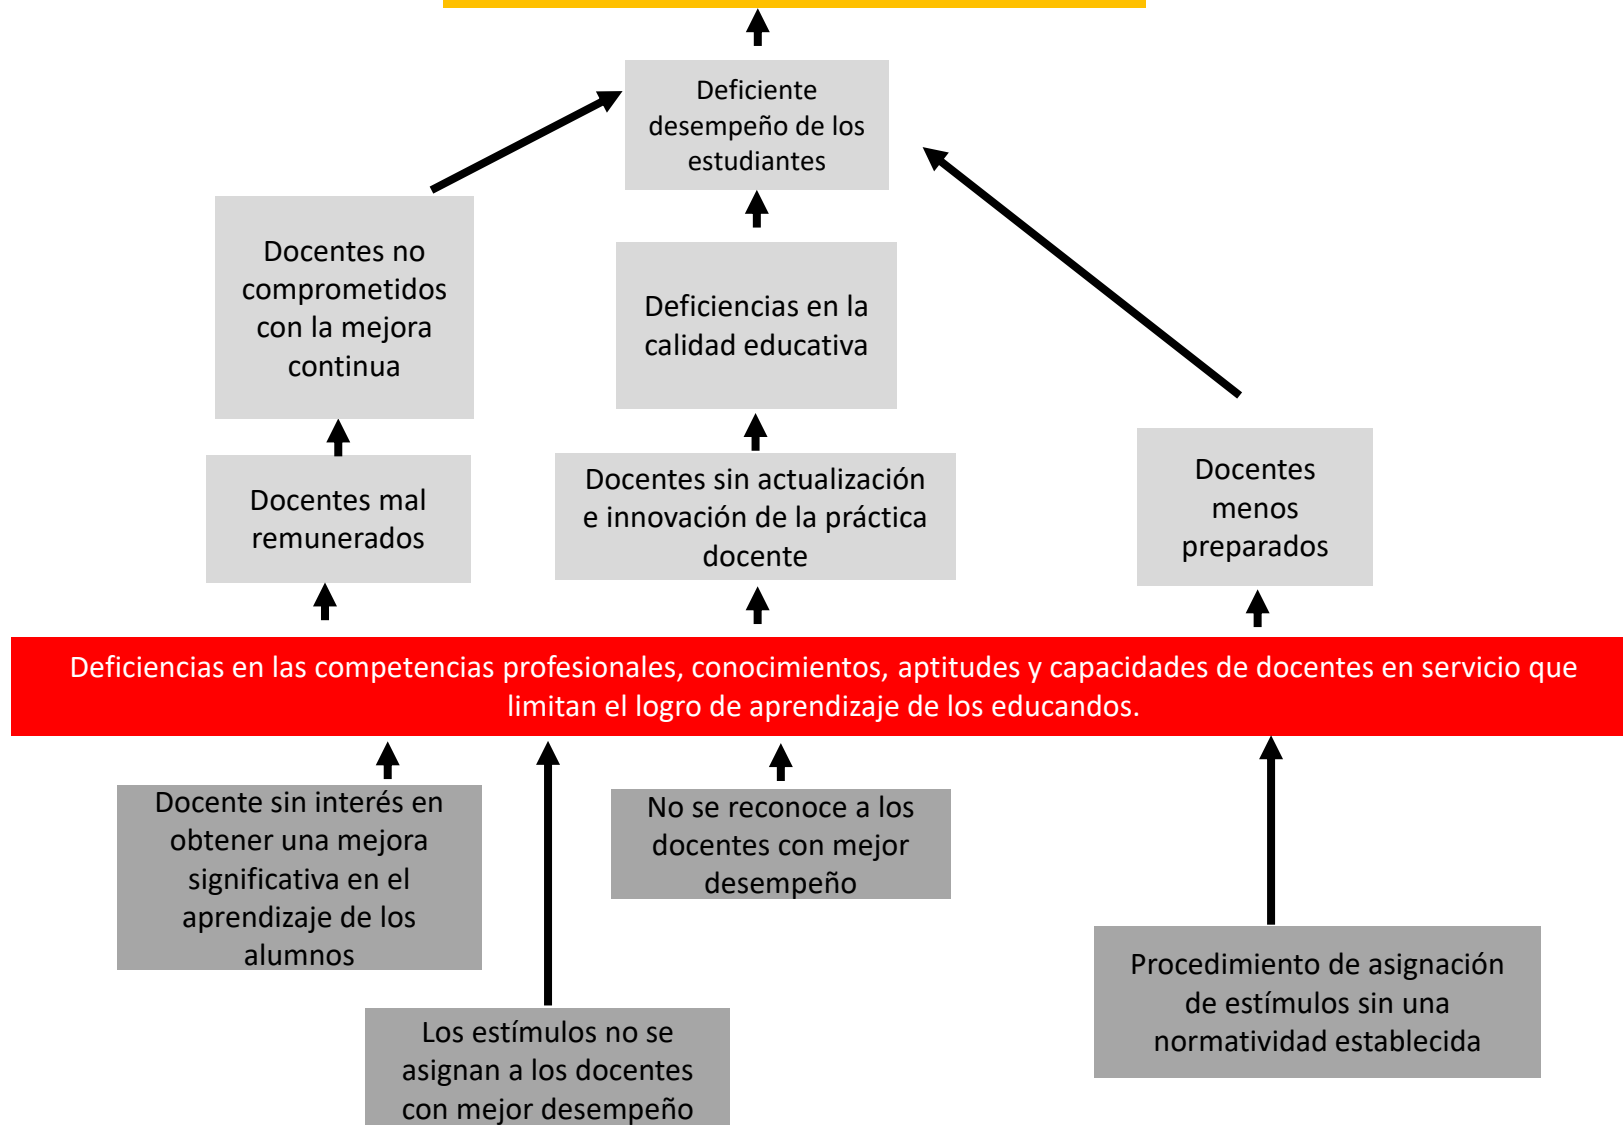 Deficiente
desempeño de los
estudiantes
Docentes no
comprometidos
con la mejora
continua
Deficiencias en la
calidad educativa
Docentes mal
remunerados
Docentes sin actualización
e innovación de la práctica
docente
Docentes
menos
preparados
Deficiencias en las competencias profesionales, conocimientos, aptitudes y capacidades de docentes en servicio que
limitan el logro de aprendizaje de los educandos.
Docente sin interés en
obtener una mejora
significativa en el
aprendizaje de los
alumnos
No se reconoce a los
docentes con mejor
desempeño
Los estímulos no se
asignan a los docentes
con mejor desempeño
Procedimiento de asignación
de estímulos sin una
normatividad establecida